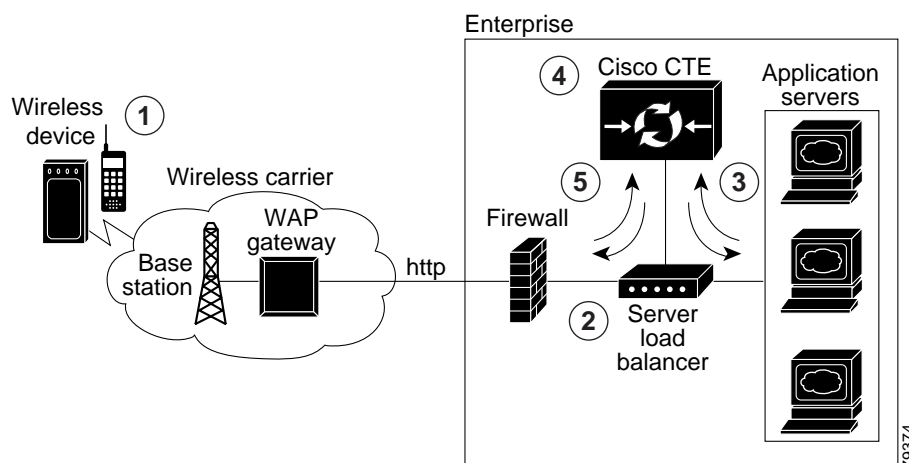 Enterprise
4
Cisco CTE
Application
servers
Wireless
device
1
5
3
Wireless carrier
WAP
gateway
Firewall
Base
station
http
2
Server
load
balancer
79374